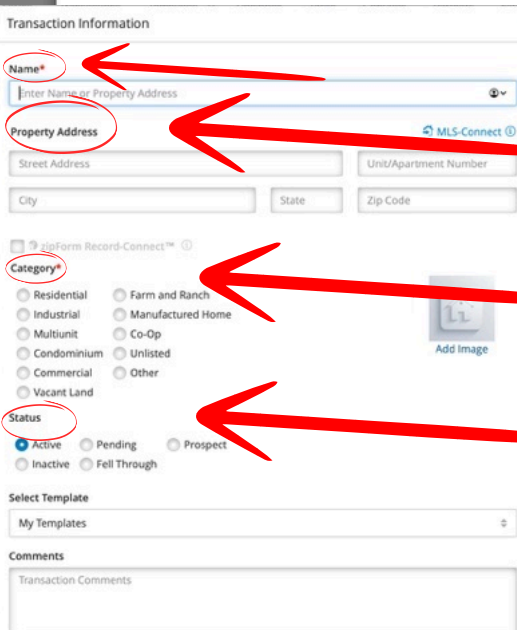 Transaction Information
Name*
Enter Name or Property Address
Property Address MLS-Connect
Street Address Unit/Apartment Number
City State Zip Code
zipForm Record-Connect™
Category*
Residential Farm and Ranch
Industrial Manufactured Home
Multiunit Co-Op
Condominium Unlisted
Commercial Other
Vacant Land
Add Image
Status
Active Pending Prospect
Inactive Fell Through
Select Template
My Templates
Comments
Transaction Comments